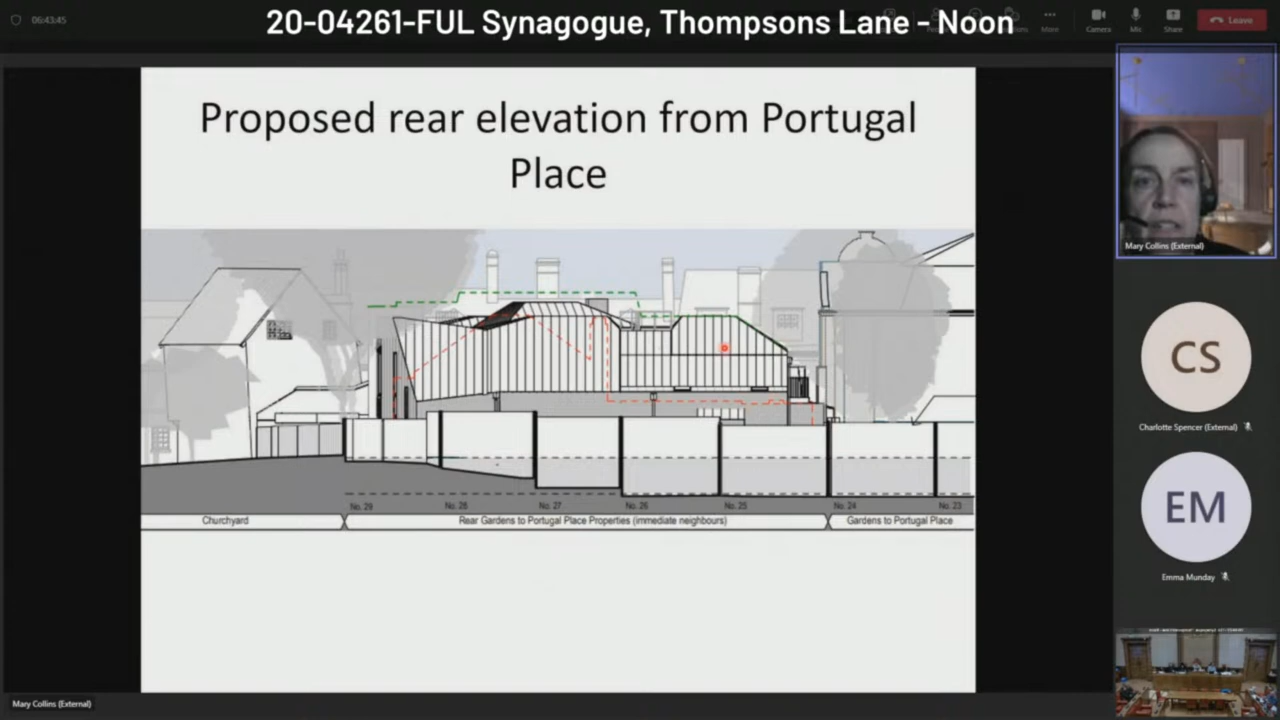 06:43:45
20-04261-FUL Synagogue, Thompsons Lane - Noon
More
Camera
Mic
Share
Leave
Proposed rear elevation from Portugal
Place
Mary Collins (External)
CS
Charlotte Spencer (External)
EM
Emma Munday
No. 29
No. 28
No. 27
No. 26
No. 25
No. 24
No. 23
Churchyard
Rear Gardens to Portugal Place Properties (immediate neighbours)
Gardens to Portugal Place
Mary Collins (External)